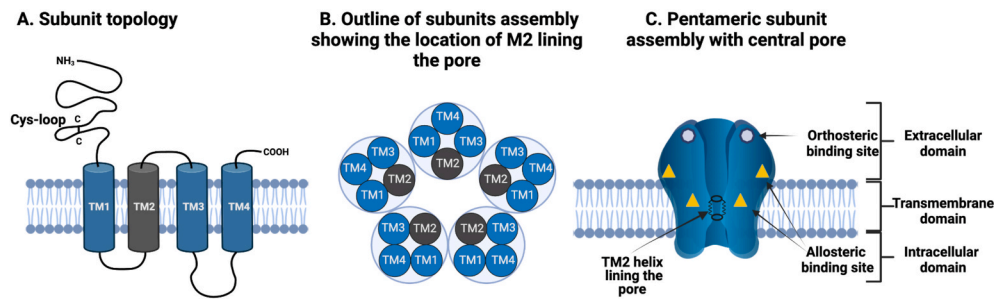 A. Subunit topology
NH₃
Cys-loop
C
C
TM1
TM2
TM3
TM4
COOH
B. Outline of subunits assembly
showing the location of M2 lining
the pore
TM4
TM1
TM3
TM2
TM3
TM4
TM2
TM1
TM3
TM2
TM4
TM1
TM3
TM2
TM4
TM1
TM2
TM3
TM1
TM4
C. Pentameric subunit
assembly with central pore
Orthosteric
binding site
Extracellular
domain
Transmembrane
domain
TM2 helix
lining the
pore
Allosteric
binding site
Intracellular
domain